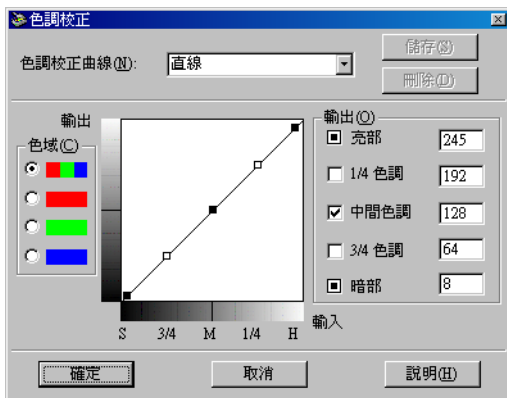 色調校正
色調校正曲線(N):
直線
儲存(S)
刪除(D)
輸出
色域(C)
S 3/4 M 1/4 H
輸入
輸出(O)
亮部 245
1/4 色調 192
中間色調 128
3/4 色調 64
暗部 8
確定
取消
說明(H)